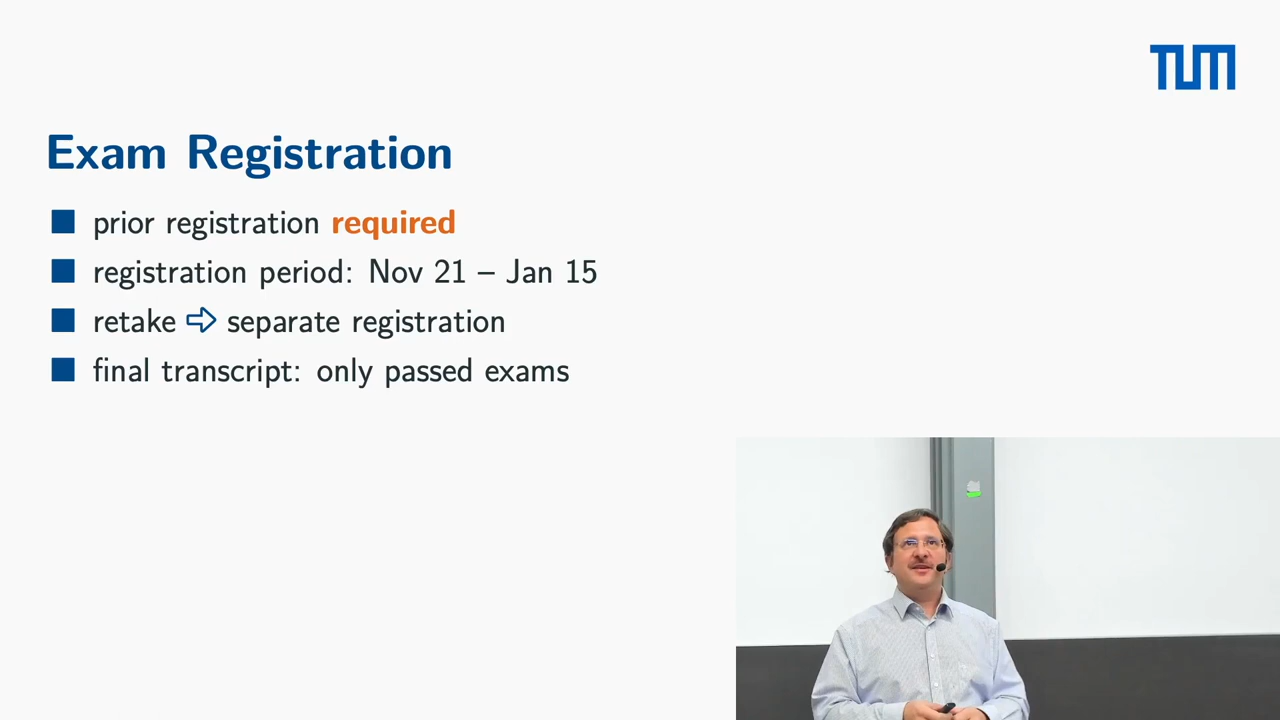 TUM
Exam Registration
prior registration required
registration period: Nov 21 – Jan 15
retake ⇨ separate registration
final transcript: only passed exams